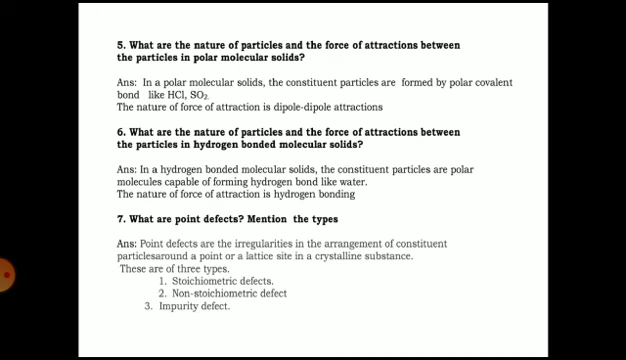 5. What are the nature of particles and the force of attractions between
the particles in polar molecular solids?
Ans:  In a polar molecular solids, the constituent particles are  formed by polar covalent
bond   like HCl, SO₂.
The nature of force of attraction is dipole-dipole attractions
6. What are the nature of particles and the force of attractions between
the particles in hydrogen bonded molecular solids?
Ans: In a hydrogen bonded molecular solids, the constituent particles are polar
molecules capable of forming hydrogen bond like water.
The nature of force of attraction is hydrogen bonding
7. What are point defects? Mention  the types
Ans: Point defects are the irregularities in the arrangement of constituent
particlesaround a point or a lattice site in a crystalline substance.
These are of three types.
1. Stoichiometric defects.
2. Non-stoichiometric defect
3. Impurity defect.